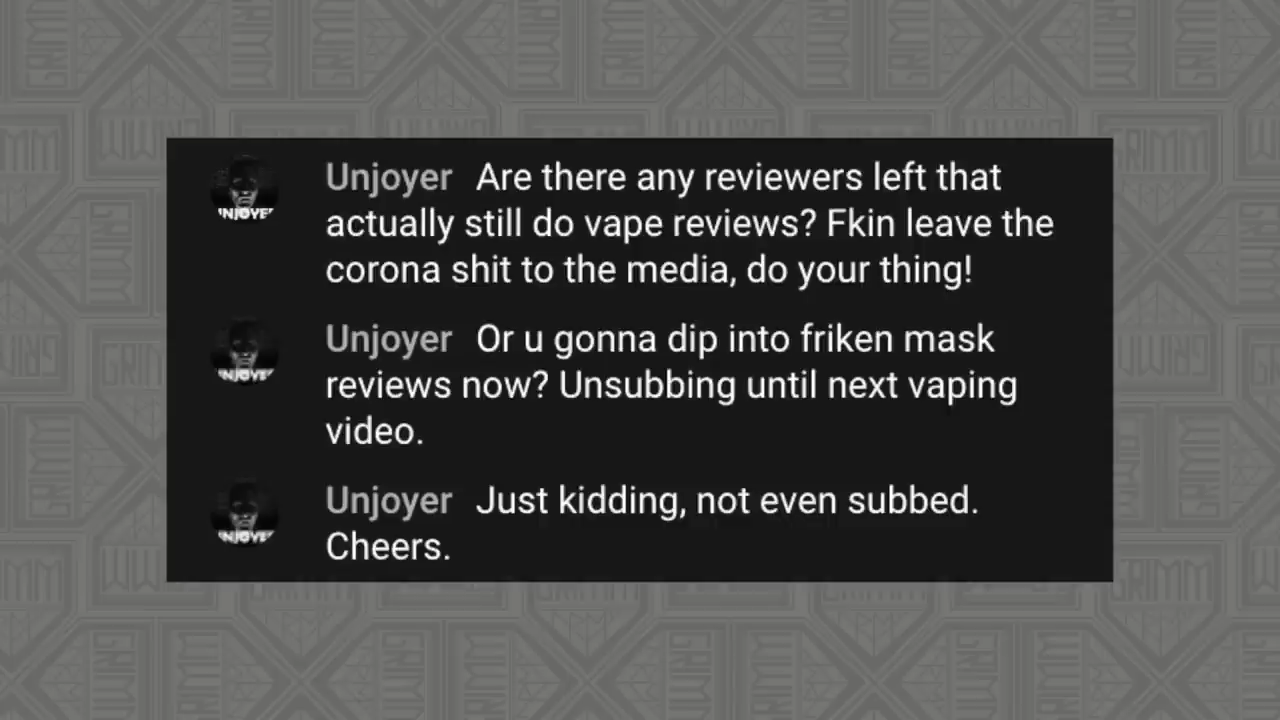 Unjoyer Are there any reviewers left that
actually still do vape reviews? Fkin leave the
corona shit to the media, do your thing!
Unjoyer Or u gonna dip into friken mask
reviews now? Unsubbing until next vaping
video.
Unjoyer Just kidding, not even subbed.
Cheers.